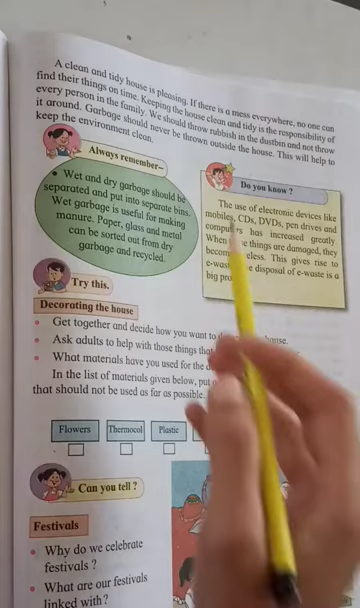 A clean and tidy house is pleasing. If there is a mess everywhere, no one can
find their things on time. Keeping the house clean and tidy is the responsibility of
every person in the family. We should throw rubbish in the dustbin and not throw
it around. Garbage should never be thrown outside the house. This will help to
keep the environment clean.
Always remember–
• Wet and dry garbage should be
separated and put into separate bins.
Wet garbage is useful for making
manure. Paper, glass and metal
can be sorted out from dry
garbage and recycled.
Do you know ?
The use of electronic devices like
mobiles, CDs, DVDs, pen drives and
computers has increased greatly.
When things are damaged, they
This gives rise to
disposal of e-waste is a
big
Try this.
Decorating the house
• Get together and decide how you want to house.
• Ask adults to help with those things
• What materials have you used for the
In the list of materials given below, put
that should not be used as far as possible.
Flowers Thermocol Plastic
Can you tell ?
Festivals
• Why do we celebrate
festivals ?
• What are our festivals
linked with ?